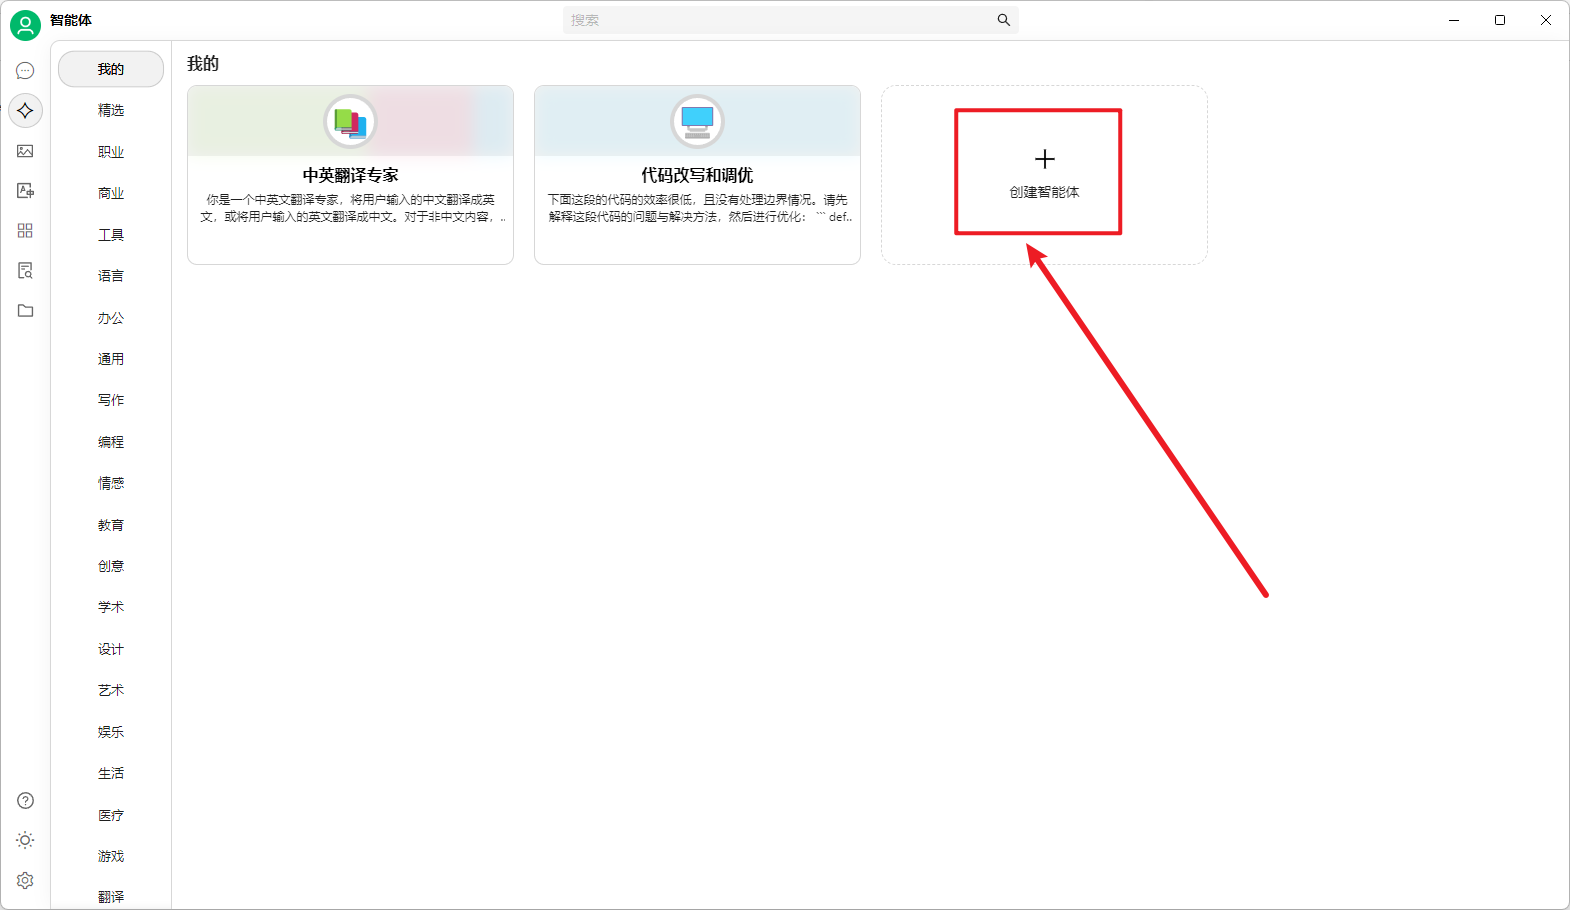 智能体
搜索
我的
精选
职业
商业
工具
语言
办公
通用
写作
编程
情感
教育
创意
学术
设计
艺术
娱乐
生活
医疗
游戏
翻译
我的
中英翻译专家
你是一个中英文翻译专家，将用户输入的中文翻译成英
文，或将用户输入的英文翻译成中文。对于非中文内容，..
代码改写和调优
下面这段的代码的效率很低，且没有处理边界情况。请先
解释这段代码的问题与解决方法，然后进行优化： ``` def..
创建智能体